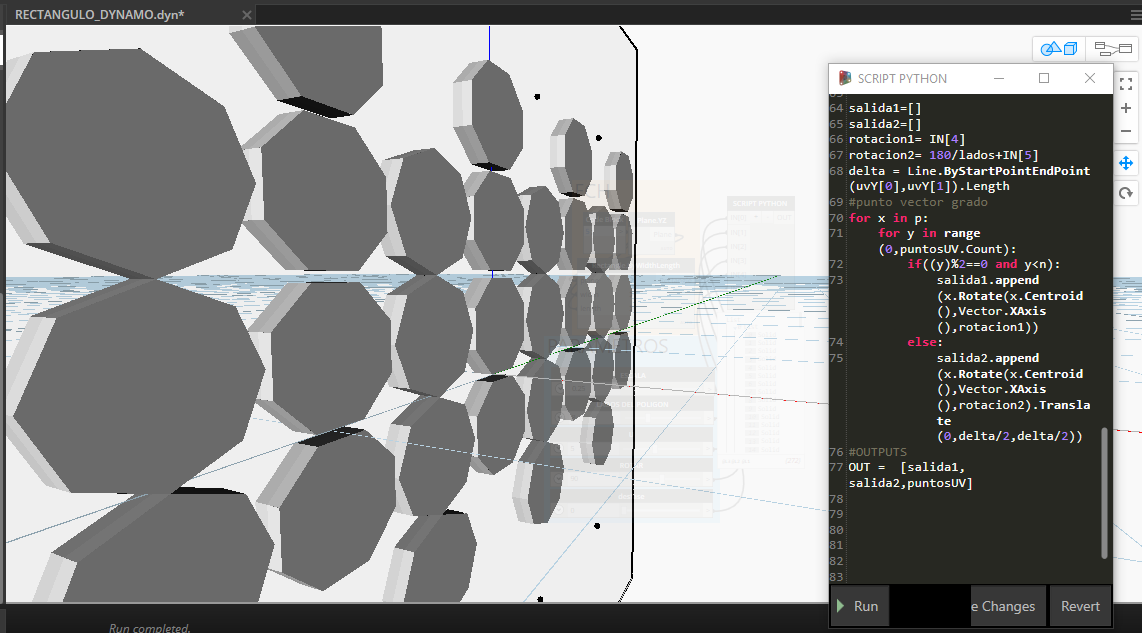 RECTANGULO_DYNAMO.dyn*
SCRIPT PYTHON
64 salida1=[]
65 salida2=[]
66 rotacion1= IN[4]
67 rotacion2= 180/lados+IN[5]
68 delta = Line.ByStartPointEndPoint
(uvY[0],uvY[1]).Length
69 #punto vector grado
70 for x in p:
71 for y in range
(0,puntosUV.Count):
72 if((y)%2==0 and y<n):
73 salida1.append
(x.Rotate(x.Centroid
(),Vector.XAxis
(),rotacion1))
74 else:
75 salida2.append
(x.Rotate(x.Centroid
(),Vector.XAxis
(),rotacion2).Transla
te
(0,delta/2,delta/2))
76 #OUTPUTS
77 OUT = [salida1,
salida2,puntosUV]
78
79
80
81
82
83
Run
e Changes
Revert
SCRIPT PYTHON
Run completed.